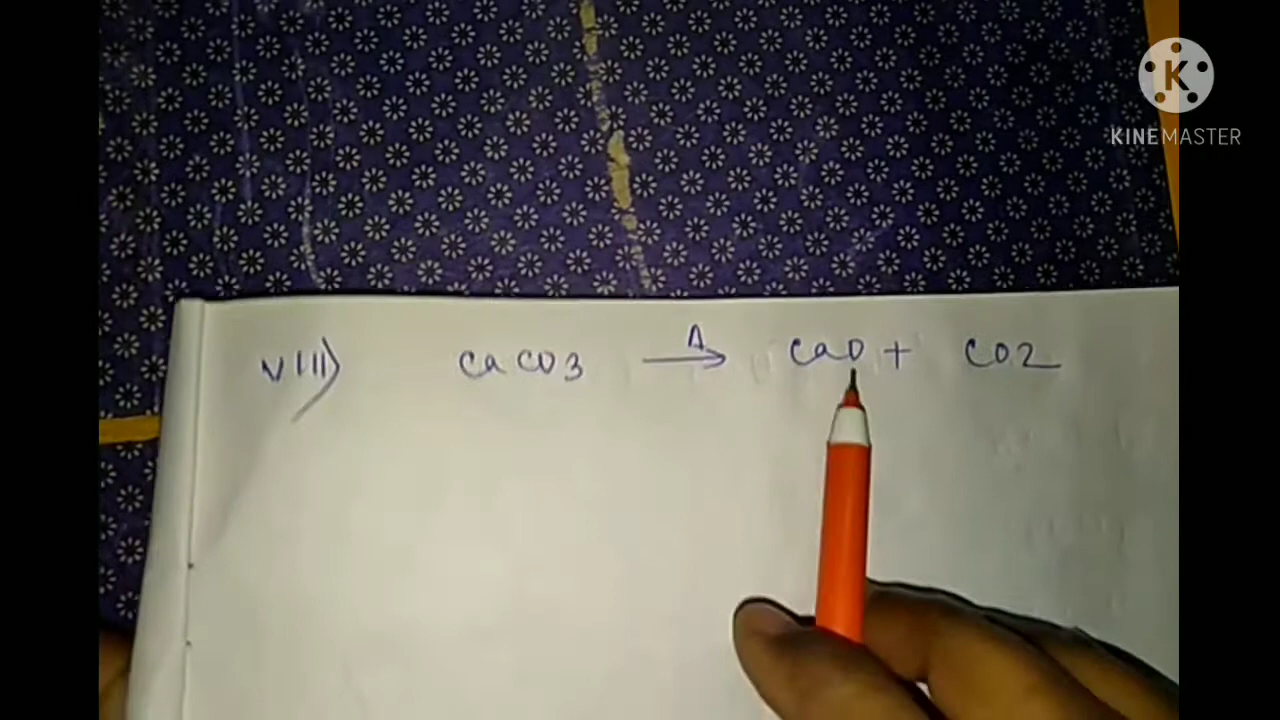 K
KINEMASTER
Δ
VIII) CaCO3 → CaO + CO2